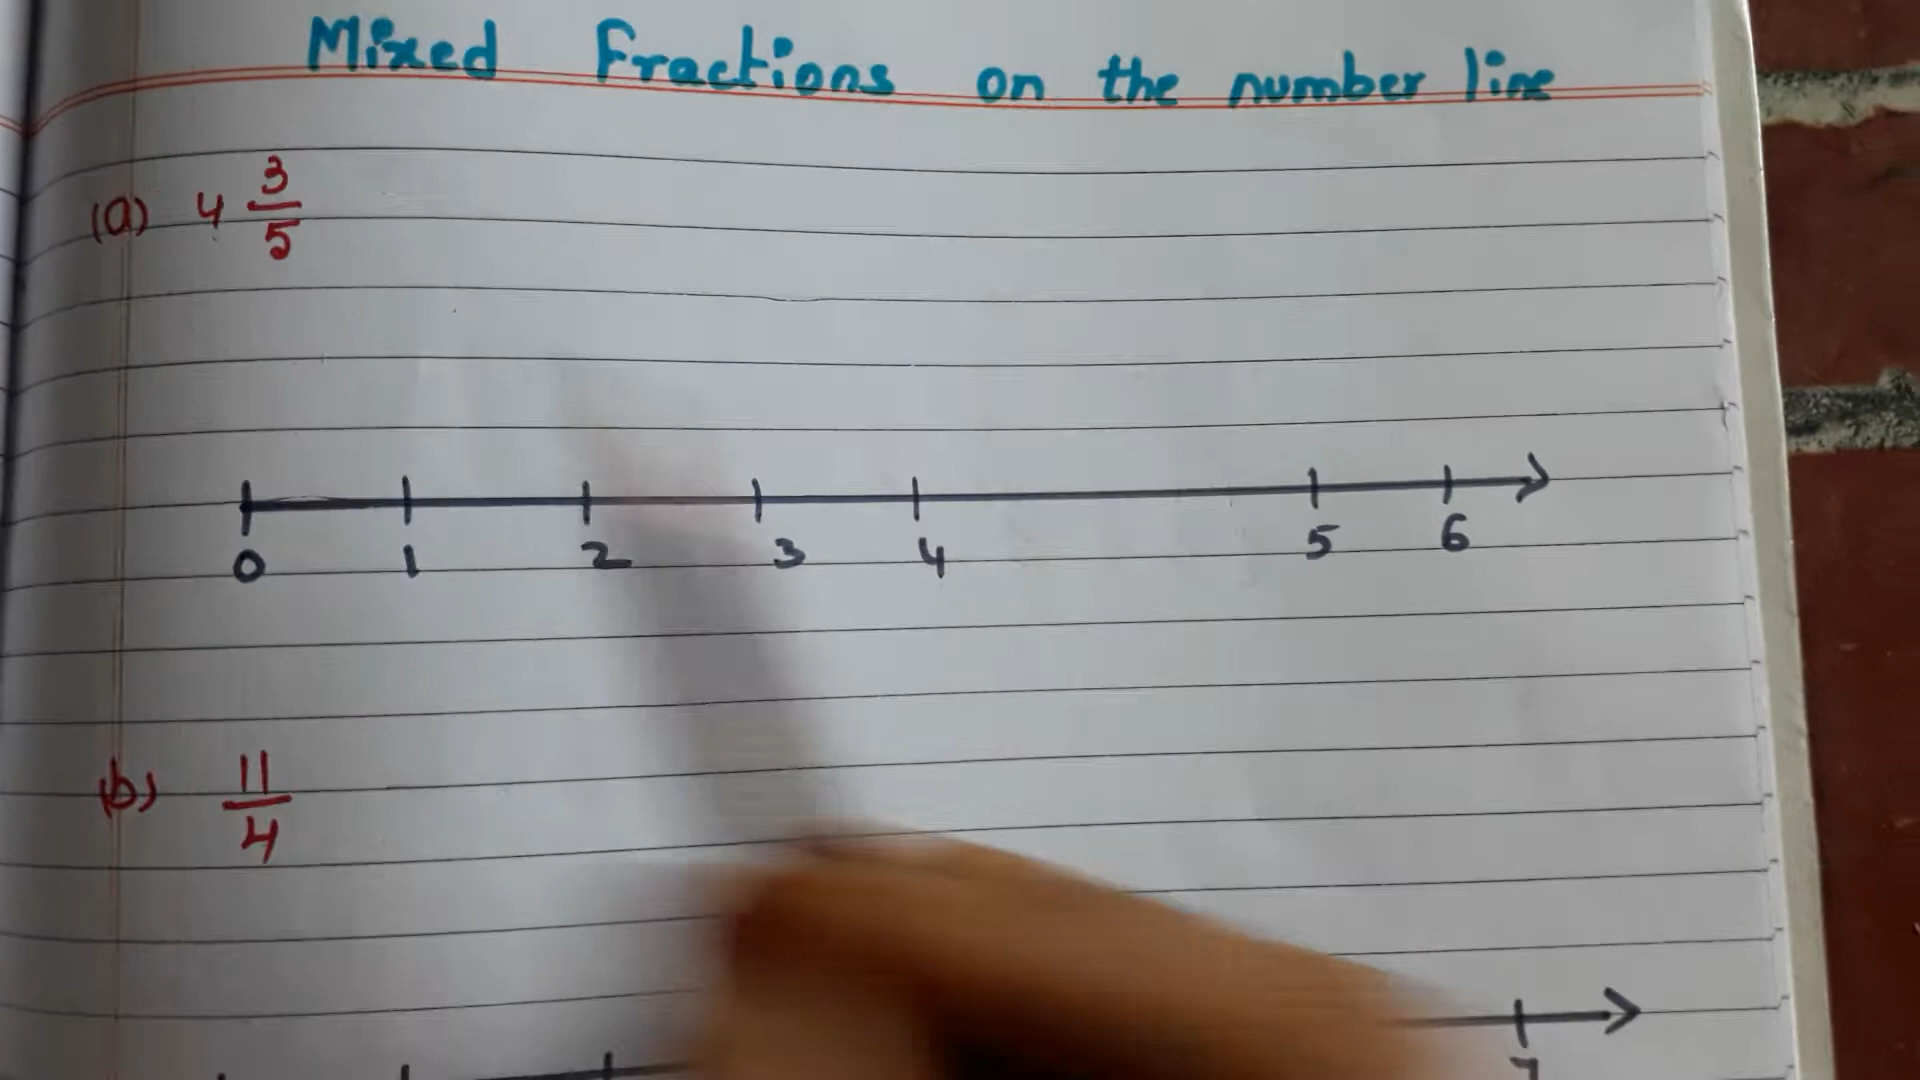 Mixed Fractions on the number line
(a) 4 3/5
0 1 2 3 4 5 6
(b) 11/4